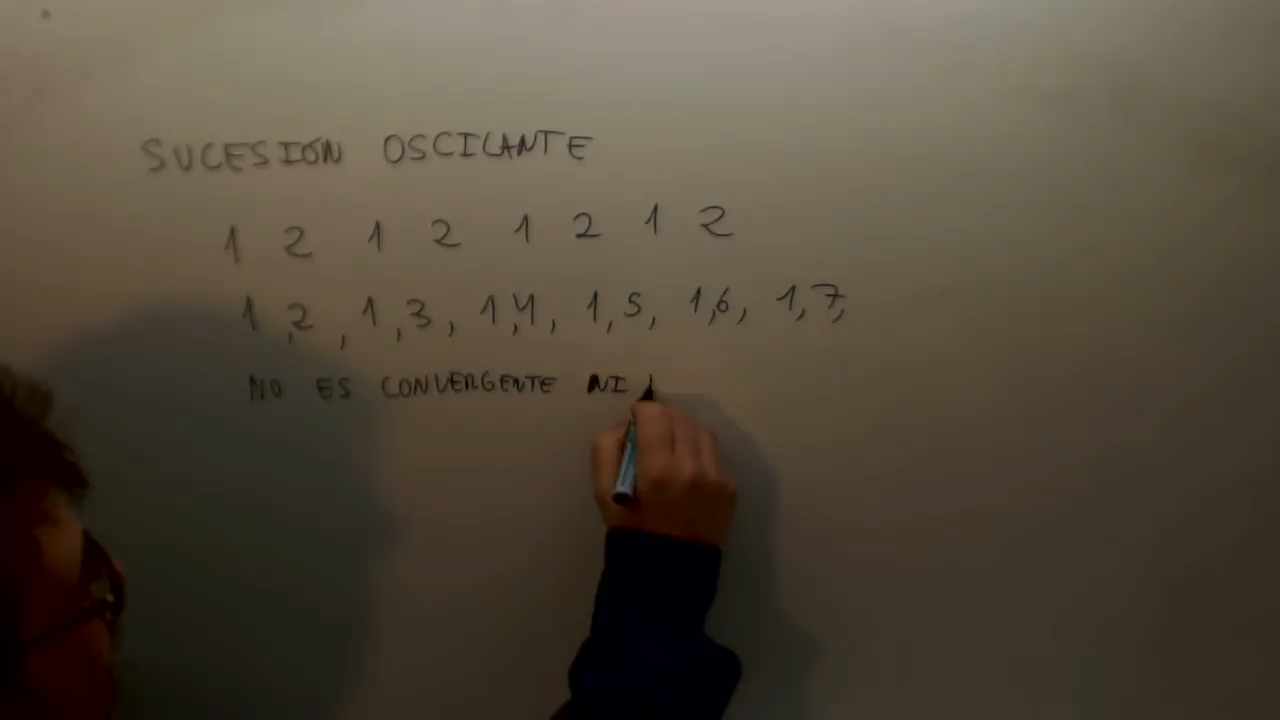 SUCESIÓN OSCILANTE
1 2 1 2 1 2 1 2
1,2, 1,3, 1,4, 1,5, 1,6, 1,7,
NO ES CONVERGENTE NI